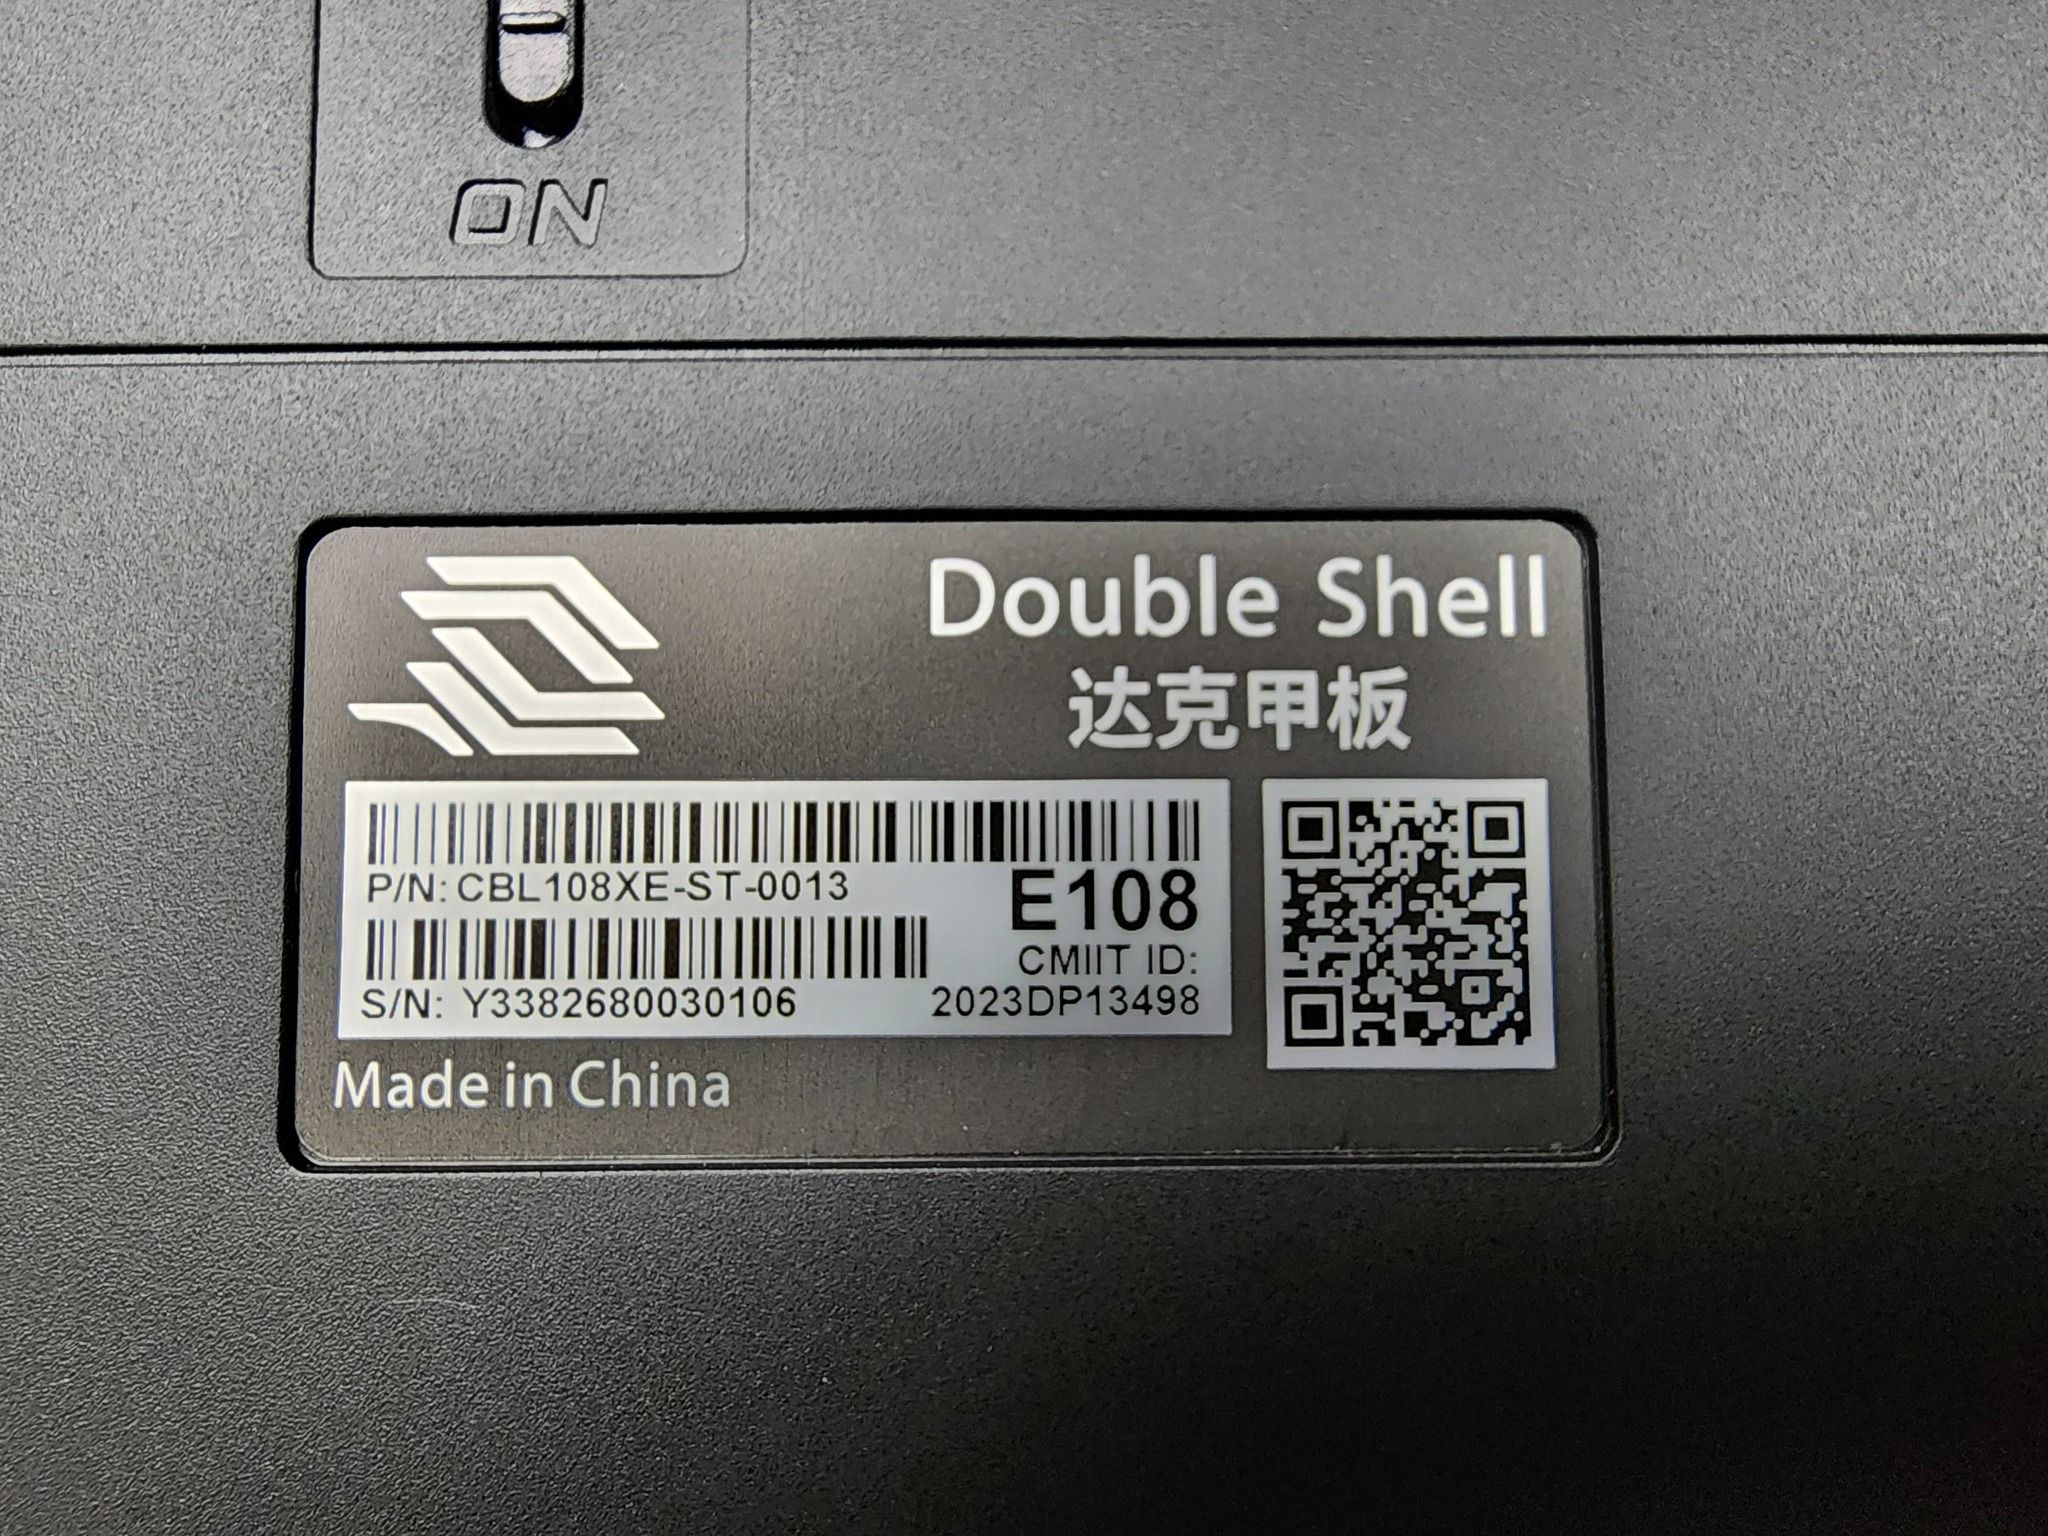 ON
Double Shell
达克甲板
P/N: CBL108XE-ST-0013
E108
CMIIT ID:
S/N: Y3382680030106
2023DP13498
Made in China